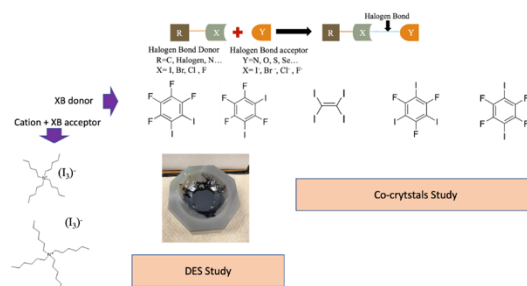 Halogen Bond
R X + Y R X Y
Halogen Bond Donor Halogen Bond acceptor
R=C, Halogen, N… Y=N, O, S, Se…
X= I, Br, Cl , F X= I⁻, Br⁻, Cl⁻, F⁻
XB donor
Cation + XB acceptor
F F I F I
F F F I I I F F F F
F I F I I I I I F F
I F I F I
(I₃)⁻
N⁺
(I₃)⁻
N⁺
Co-crytstals Study
DES Study